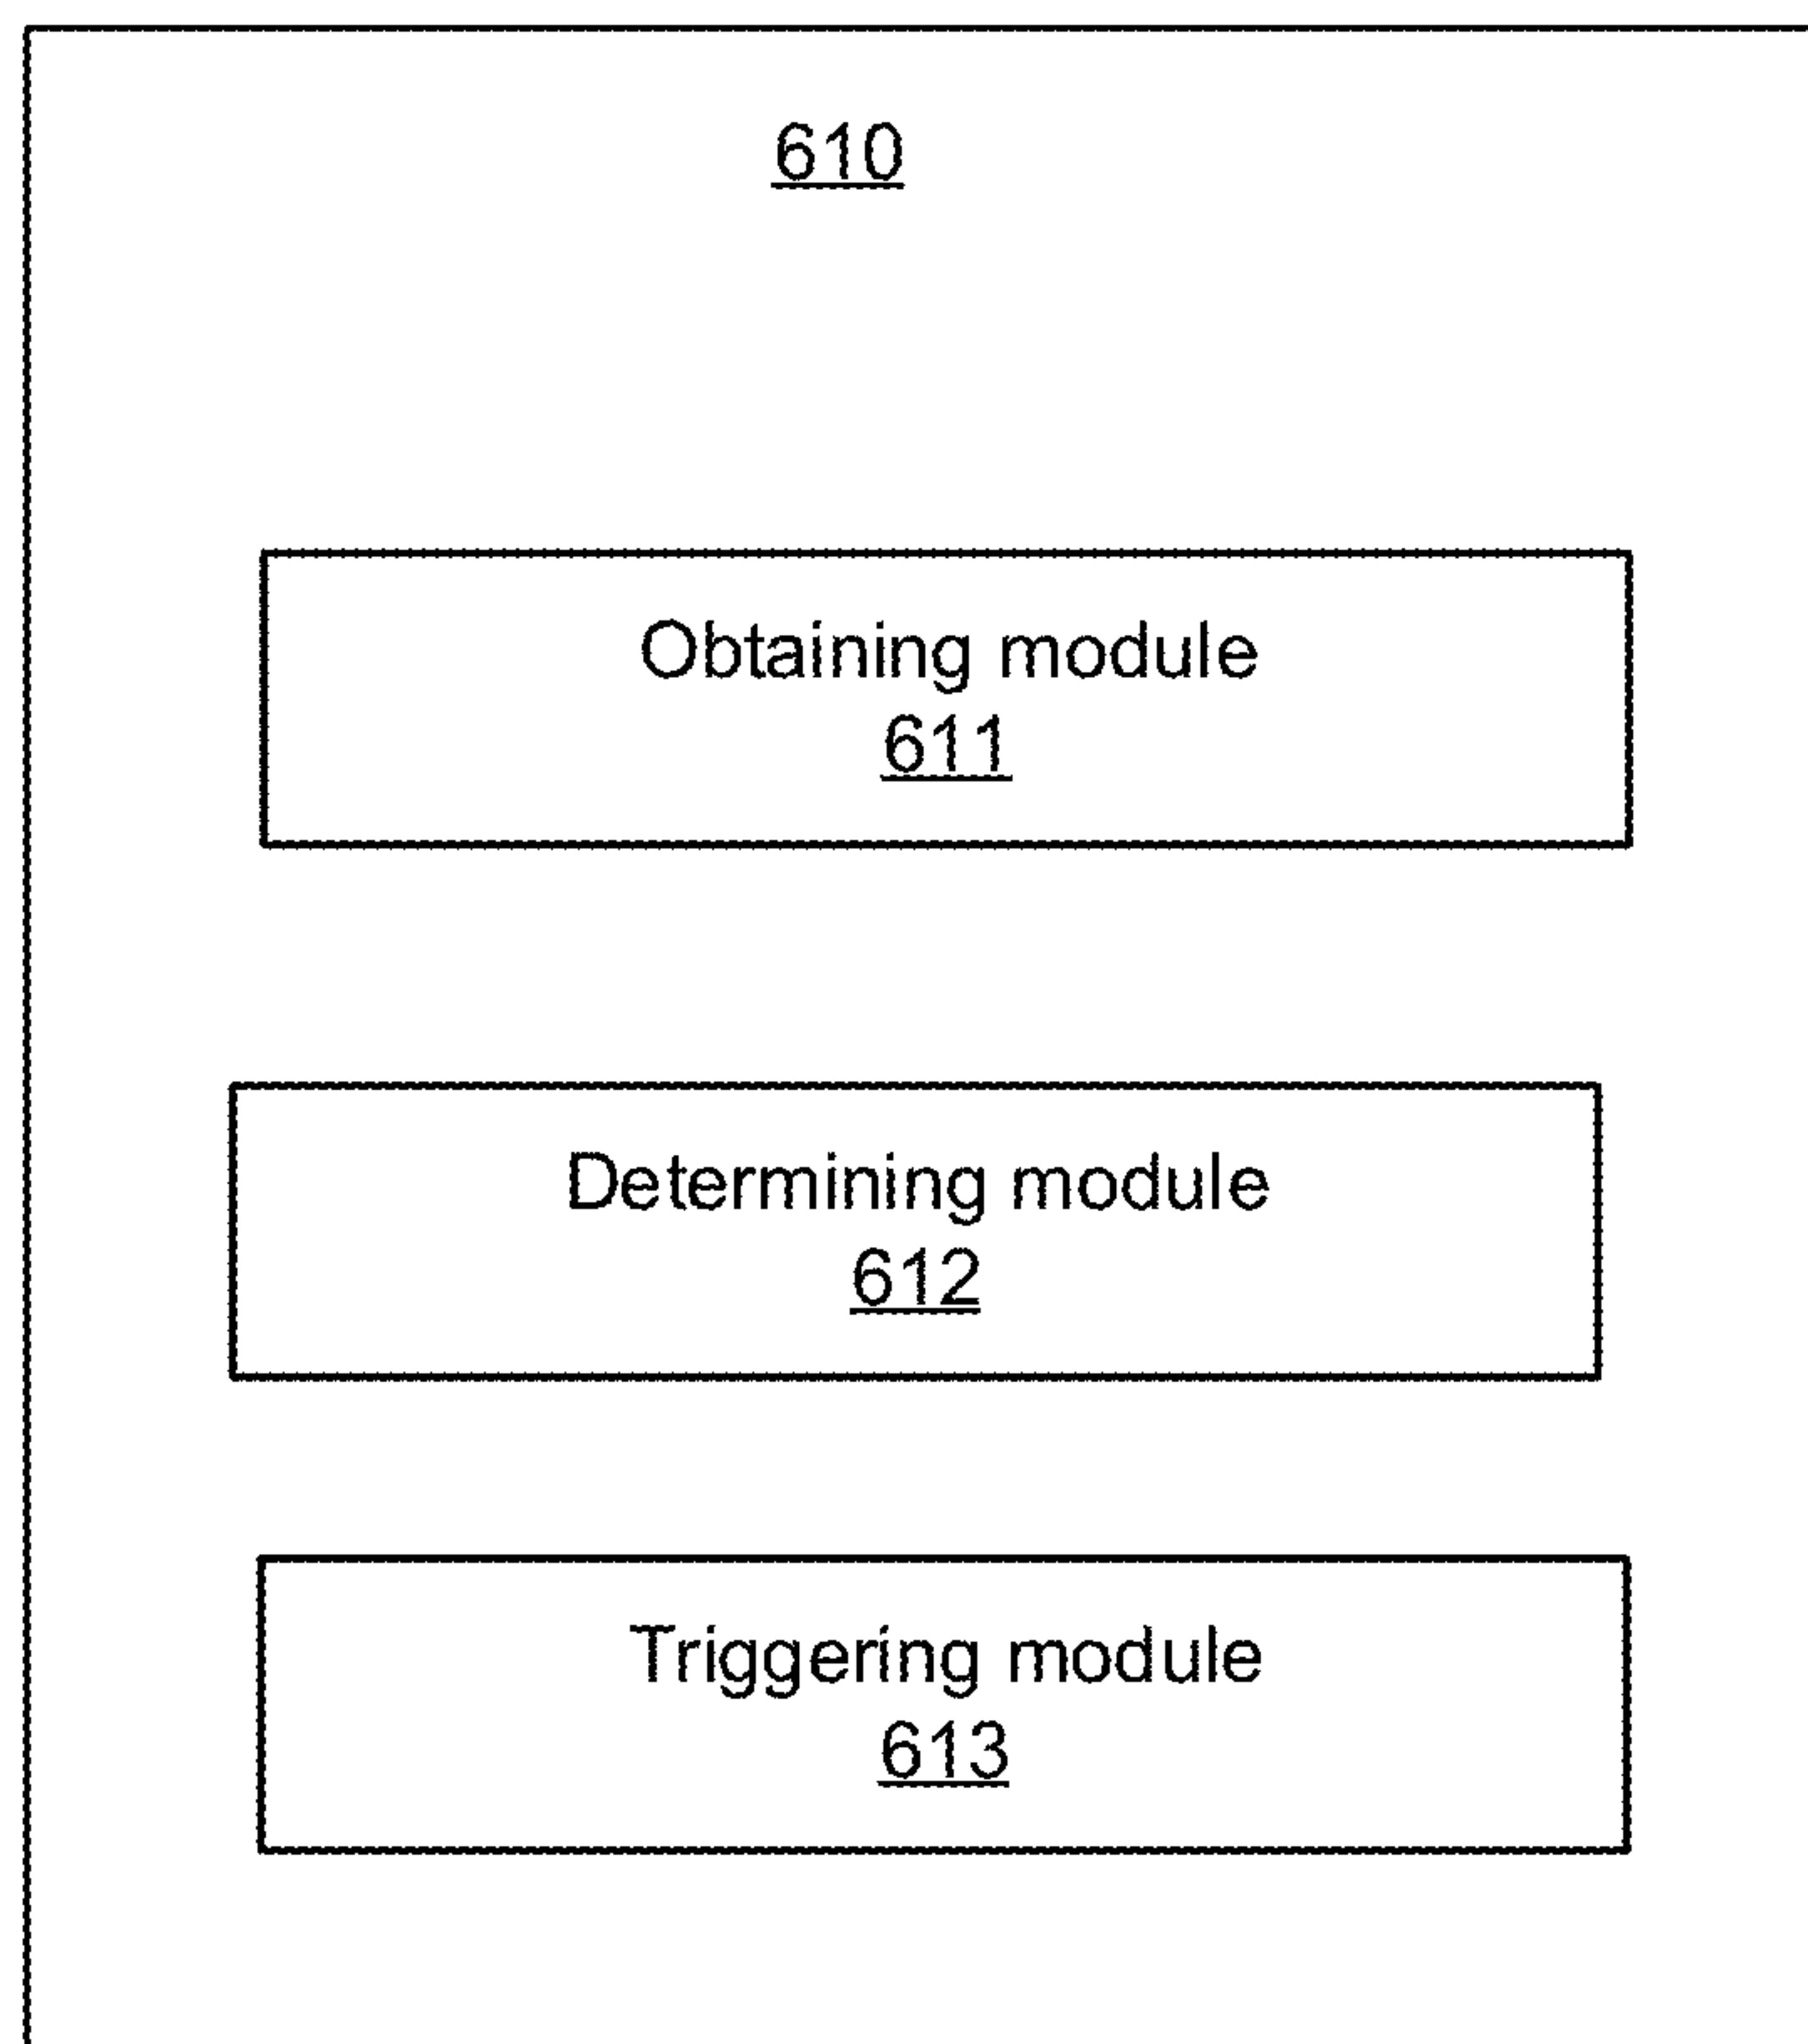 610
Obtaining module
611
Determining module
612
Triggering module
613